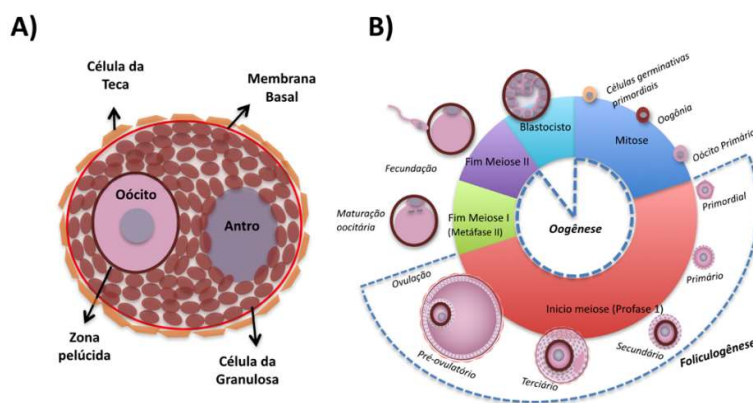 A)
Célula da
Teca
Membrana
Basal
Oócito
Antro
Zona
pelúcida
Célula da
Granulosa
B)
Células germinativas
primordiais
Oogônia
Oócito Primário
Blastocisto
Mitose
Fecundação
Fim Meiose II
Primordial
Maturação
oocitária
Fim Meiose I
(Metáfase II)
Oogênese
Primário
Ovulação
Inicio meiose (Profase 1)
Secundário
Foliculogênese
Pré-ovulatório
Terciário